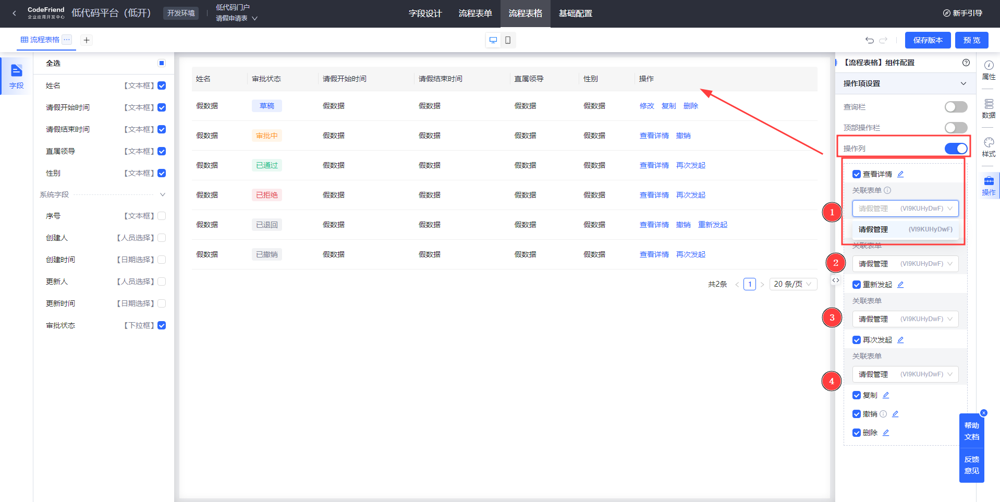 CodeFriend
企业应用开发中心
低代码平台（低开）
开发环境
低代码门户
请假申请表
字段设计
流程表单
流程表格
基础配置
新手引导
流程表格
保存版本
预 览
字段
全选
姓名 【文本框】
请假开始时间 【文本框】
请假结束时间 【文本框】
直属领导 【文本框】
性别 【文本框】
系统字段
序号 【文本框】
创建人 【人员选择】
创建时间 【日期选择】
更新人 【人员选择】
更新时间 【日期选择】
审批状态 【下拉框】
姓名 审批状态 请假开始时间 请假结束时间 直属领导 性别 操作
假数据 草稿 假数据 假数据 假数据 假数据 修改 复制 删除
假数据 审批中 假数据 假数据 假数据 假数据 查看详情 撤销
假数据 已通过 假数据 假数据 假数据 假数据 查看详情 再次发起
假数据 已拒绝 假数据 假数据 假数据 假数据 查看详情 再次发起
假数据 已退回 假数据 假数据 假数据 假数据 查看详情 撤销 重新发起
假数据 已撤销 假数据 假数据 假数据 假数据 查看详情 再次发起
共2条 1 20 条/页
【流程表格】组件配置
操作项设置
查询栏
顶部操作栏
操作列
查看详情
关联表单
1
请假管理 (VI9KUHyDwF)
请假管理 (VI9KUHyDwF)
关联表单
2
请假管理 (VI9KUHyDwF)
重新发起
关联表单
3
请假管理 (VI9KUHyDwF)
再次发起
关联表单
4
请假管理 (VI9KUHyDwF)
复制
撤销
删除
属性
数据
样式
操作
帮助
文档
反馈
意见